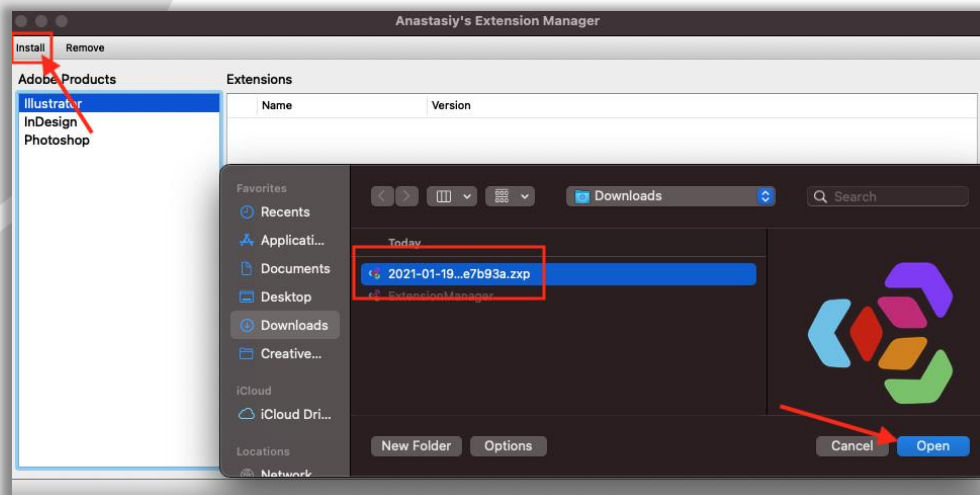 Anastasiy's Extension Manager
Install Remove
Adobe Products
Illustrator
InDesign
Photoshop
Extensions
Name Version
Favorites
Recents
Applicati...
Documents
Desktop
Downloads
Creative...
iCloud
iCloud Dri...
Locations
Network
Downloads
Search
Today
2021-01-19...e7b93a.zxp
ExtensionManager
New Folder Options
Cancel Open